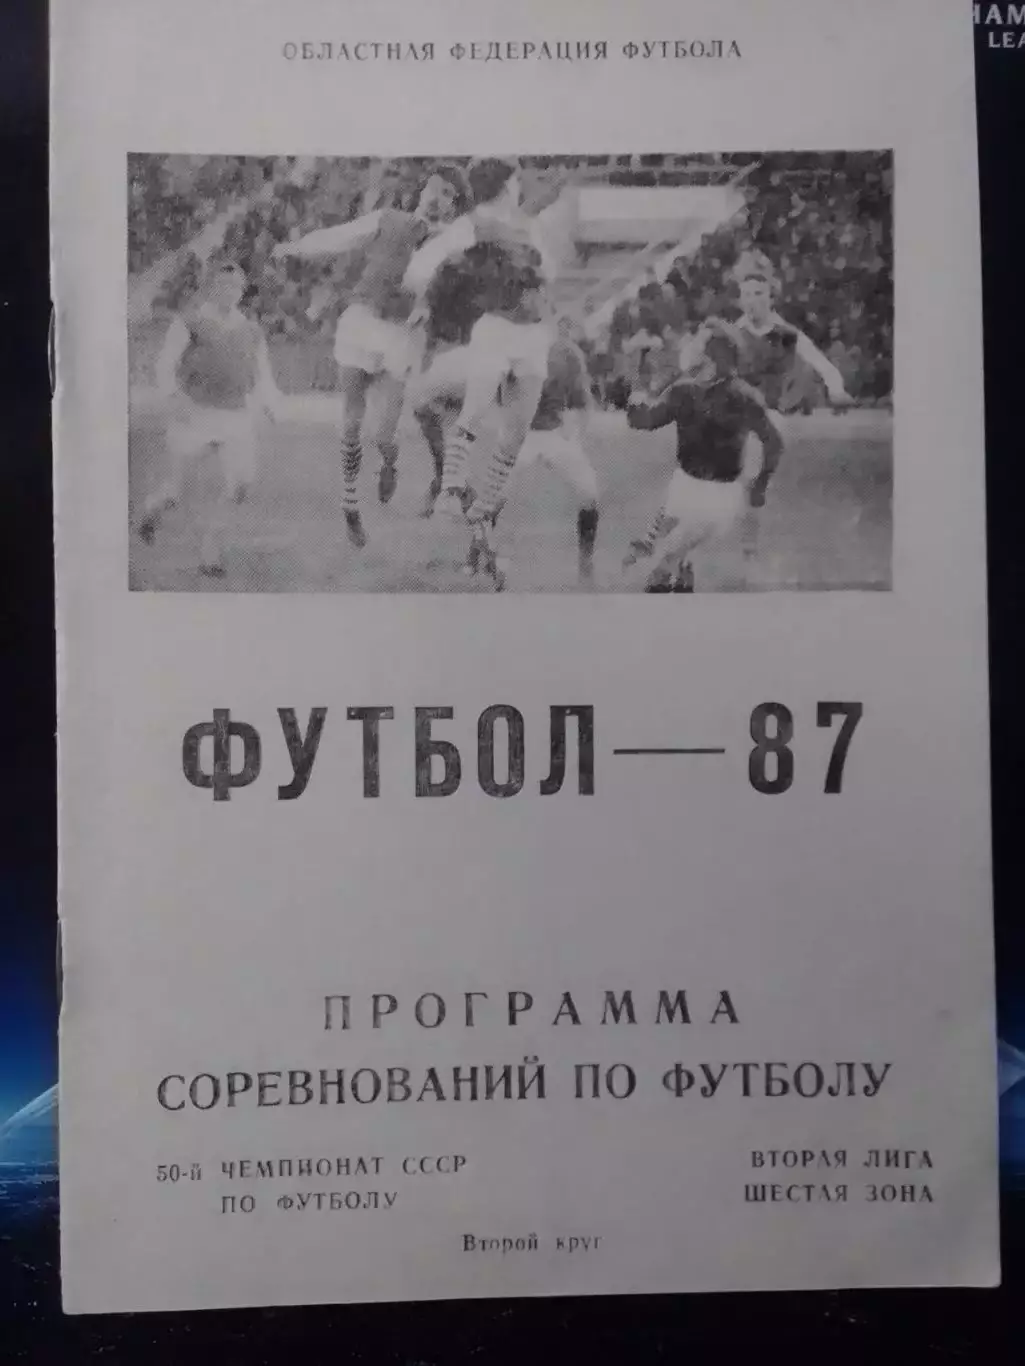 ОБЛАСТНАЯ ФЕДЕРАЦИЯ ФУТБОЛА
ФУТБОЛ — 87
ПРОГРАММА
СОРЕВНОВАНИЙ ПО ФУТБОЛУ
50-й ЧЕМПИОНАТ СССР
ПО ФУТБОЛУ
ВТОРАЯ ЛИГА
ШЕСТАЯ ЗОНА
Второй круг